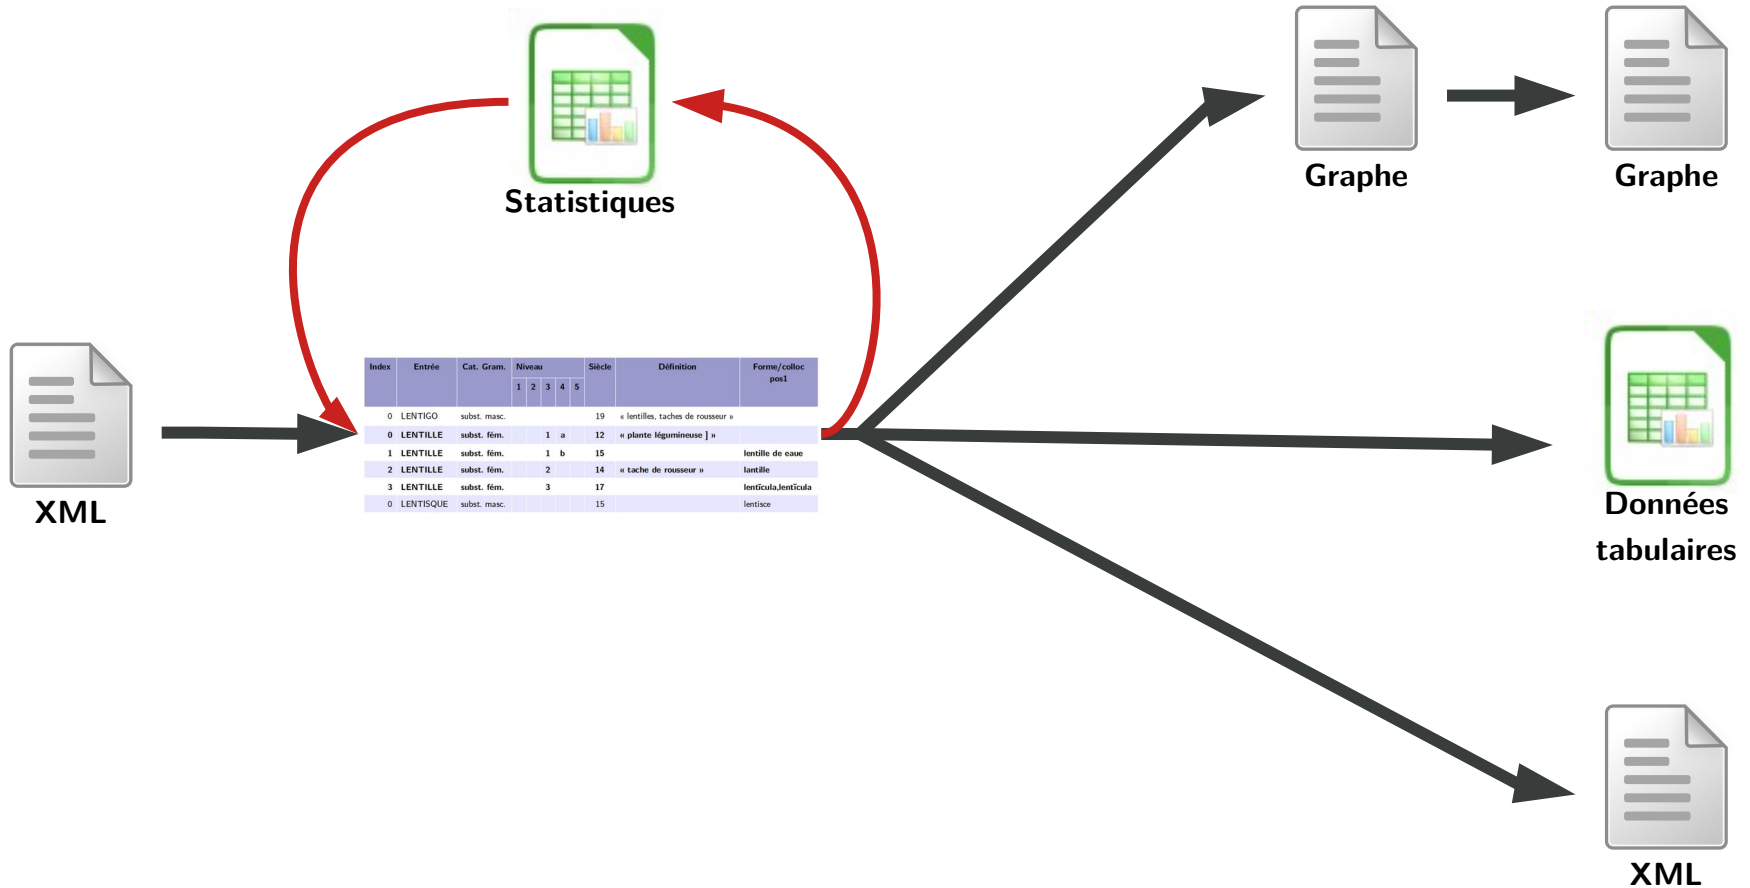 Statistiques
Graphe
Graphe
XML
Index Entrée Cat. Gram. Niveau Siècle Définition Forme/colloc
pos1
1 2 3 4 5
0 LENTIGO subst. masc. 19 « lentilles, taches de rousseur »
0 LENTILLE subst. fém. 1 a 12 « plante légumineuse ] »
1 LENTILLE subst. fém. 1 b 15 lentille de eaue
2 LENTILLE subst. fém. 2 14 « tache de rousseur » lantille
3 LENTILLE subst. fém. 3 17 lentĭcula,lentĭcula
0 LENTISQUE subst. masc. 15 lentisce
Données
tabulaires
XML